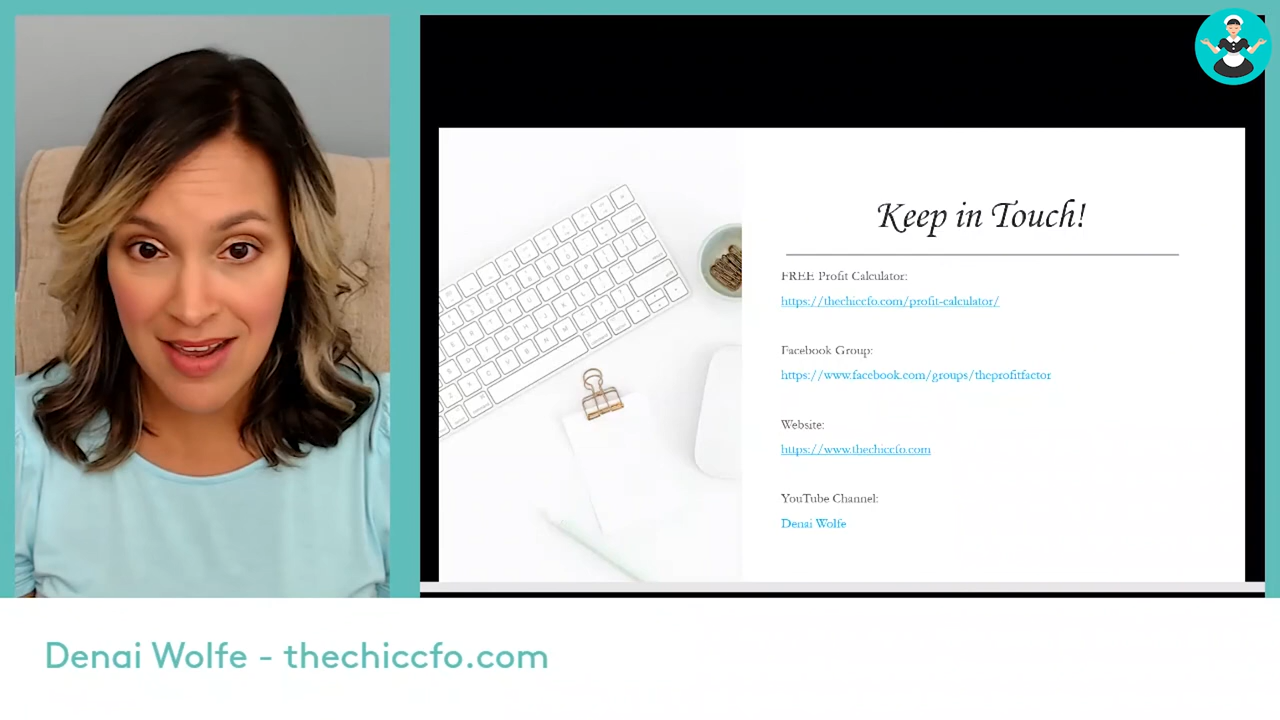 Keep in Touch!
FREE Profit Calculator:
https://thechiccfo.com/profit-calculator/
Facebook Group:
https://www.facebook.com/groups/theprofitfactor
Website:
https://www.thechiccfo.com
YouTube Channel:
Denai Wolfe
Denai Wolfe - thechiccfo.com